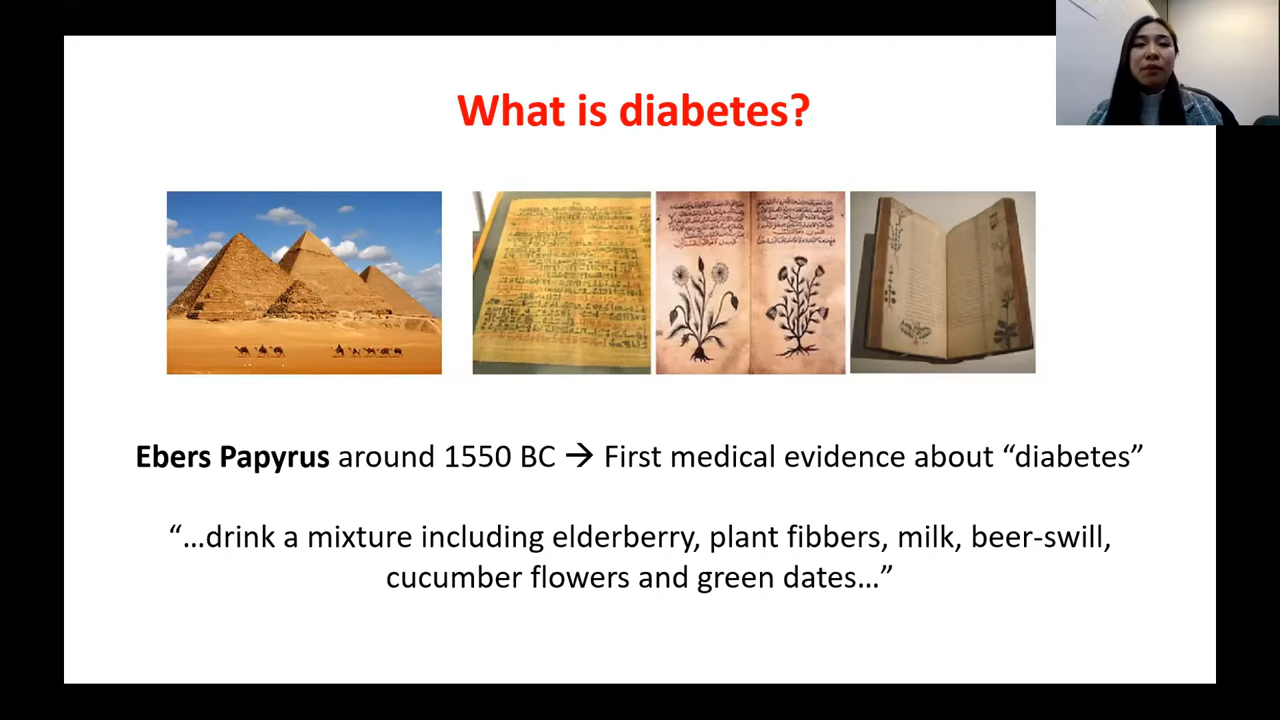 What is diabetes?
Ebers Papyrus around 1550 BC → First medical evidence about “diabetes”
“…drink a mixture including elderberry, plant fibbers, milk, beer-swill,
cucumber flowers and green dates…”